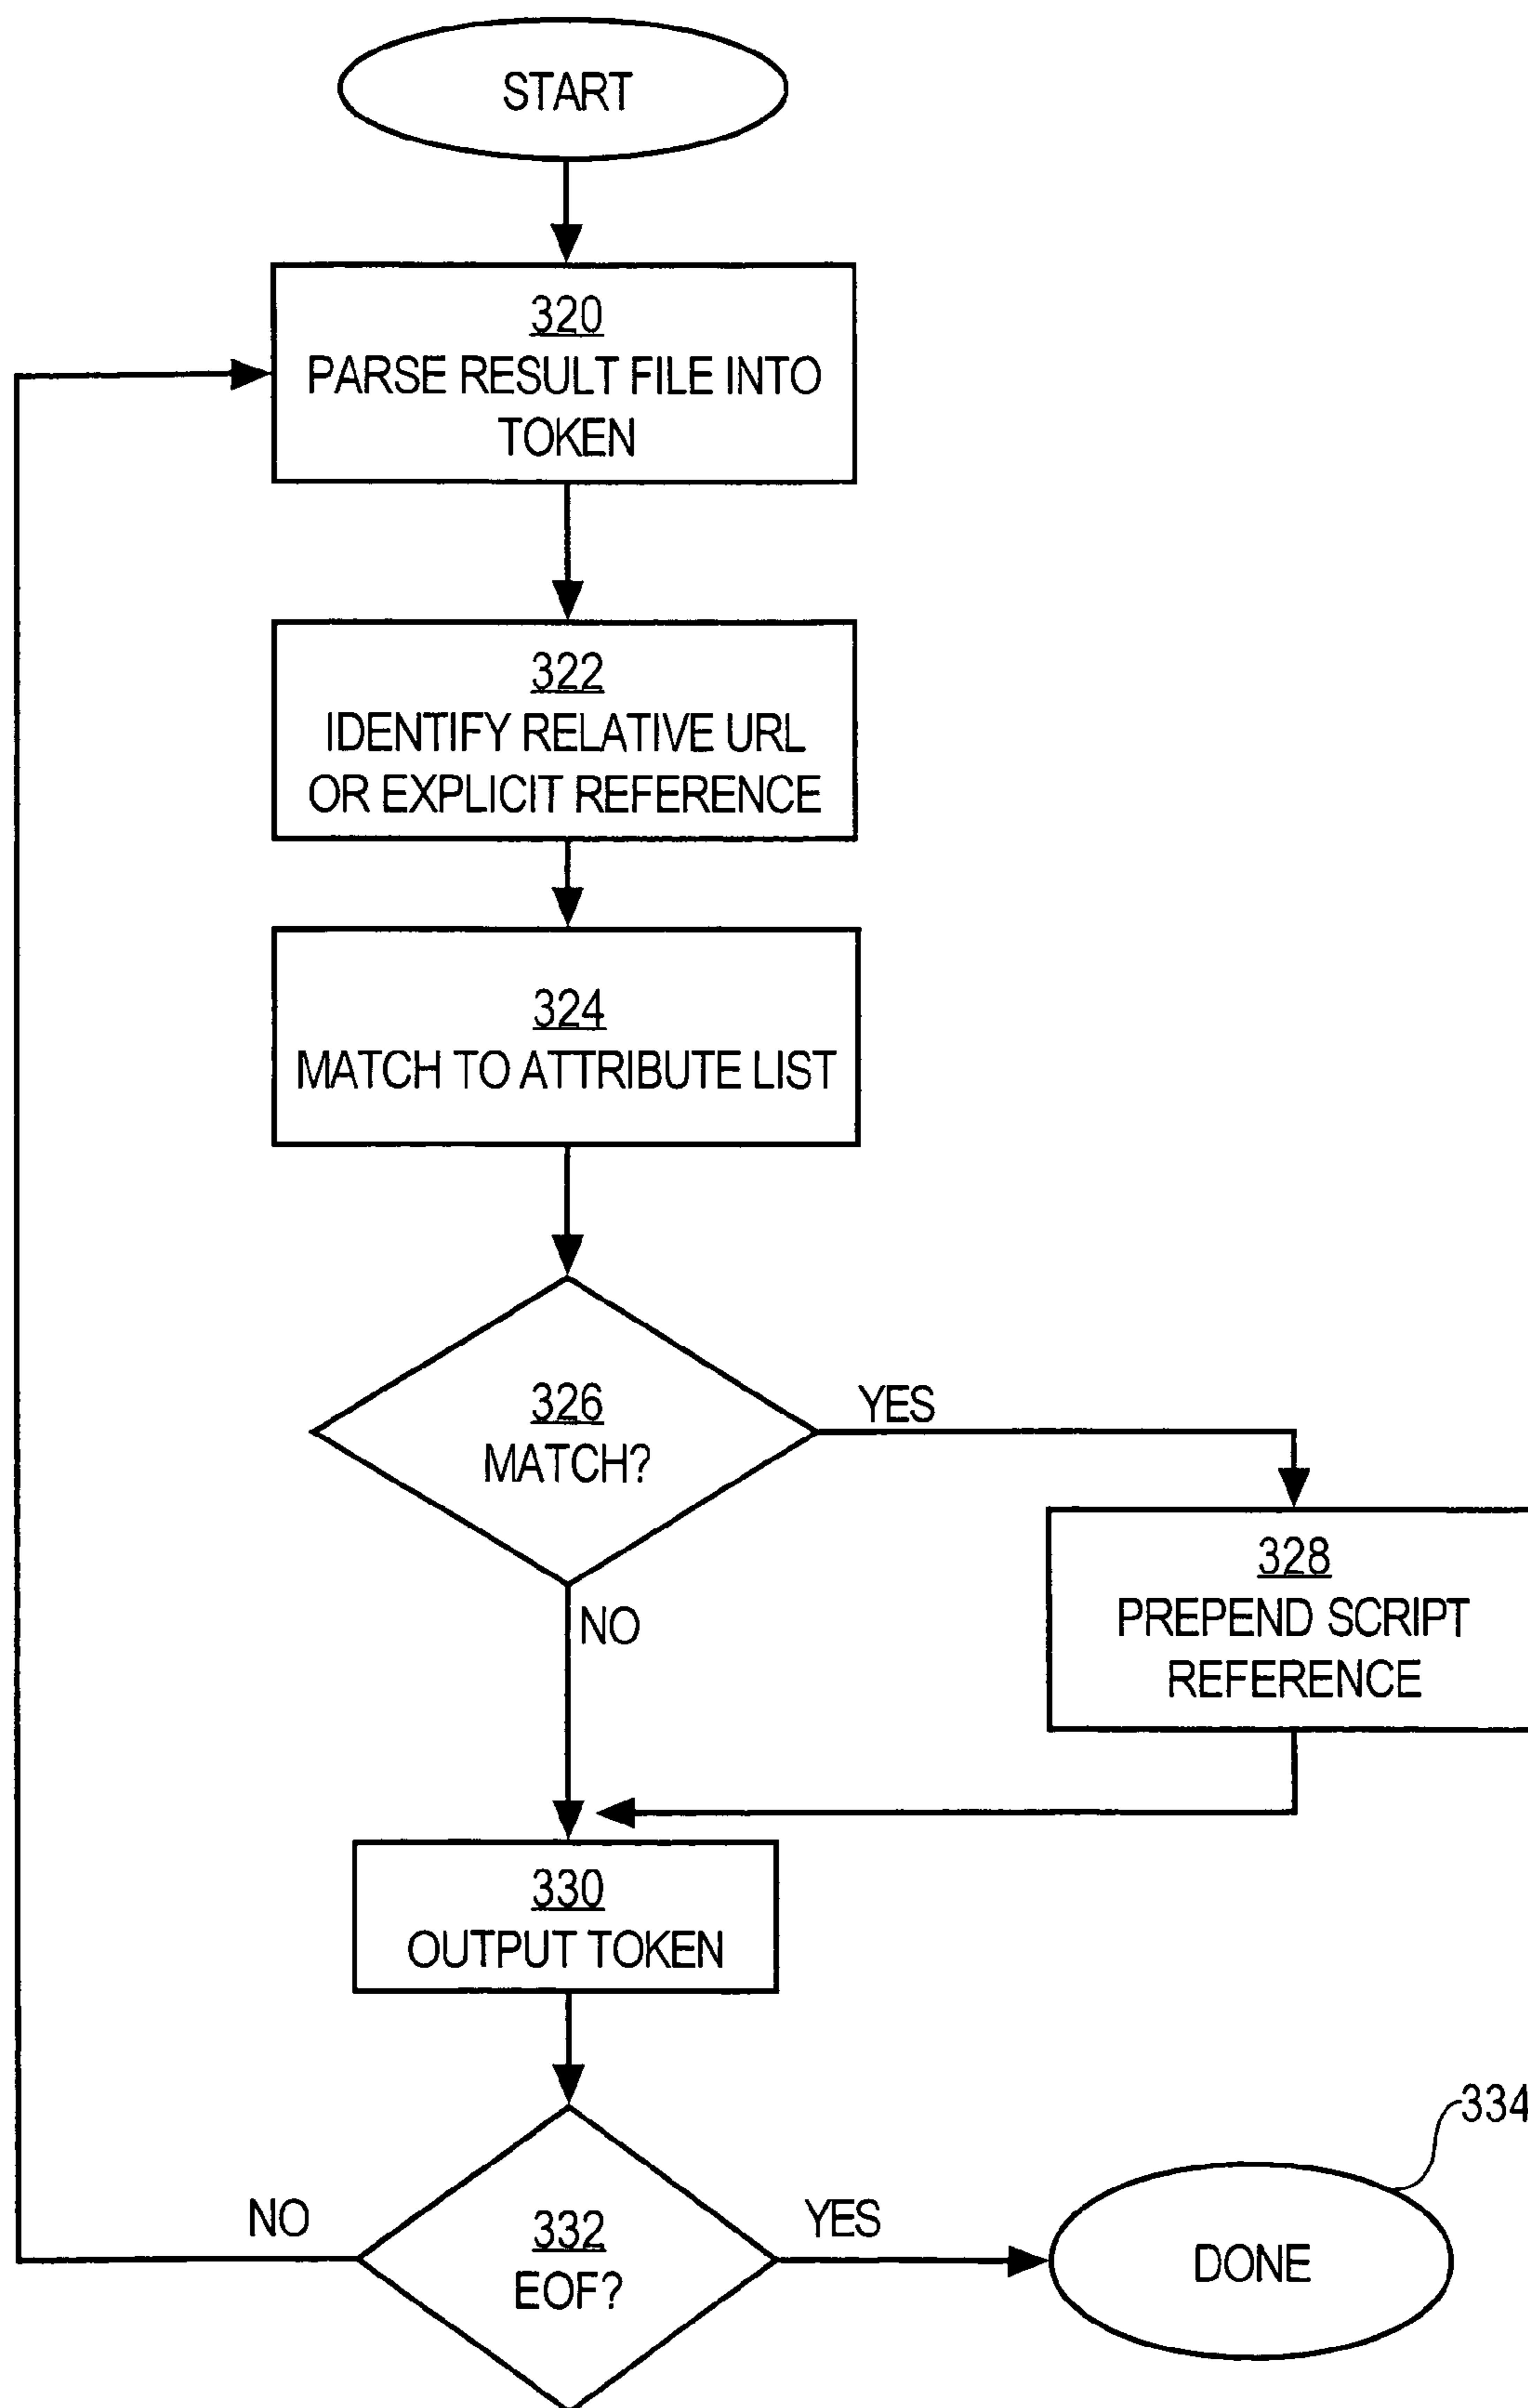 START
320
PARSE RESULT FILE INTO
TOKEN
322
IDENTIFY RELATIVE URL
OR EXPLICIT REFERENCE
324
MATCH TO ATTRIBUTE LIST
326
MATCH?
YES
NO
328
PREPEND SCRIPT
REFERENCE
330
OUTPUT TOKEN
332
EOF?
NO
YES
334
DONE